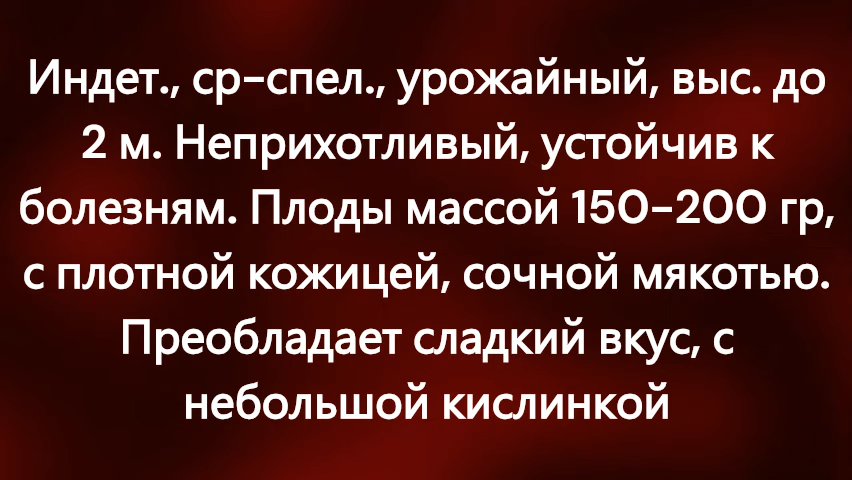 Индет., ср-спел., урожайный, выс. до
2 м. Неприхотливый, устойчив к
болезням. Плоды массой 150-200 гр,
с плотной кожицей, сочной мякотью.
Преобладает сладкий вкус, с
небольшой кислинкой